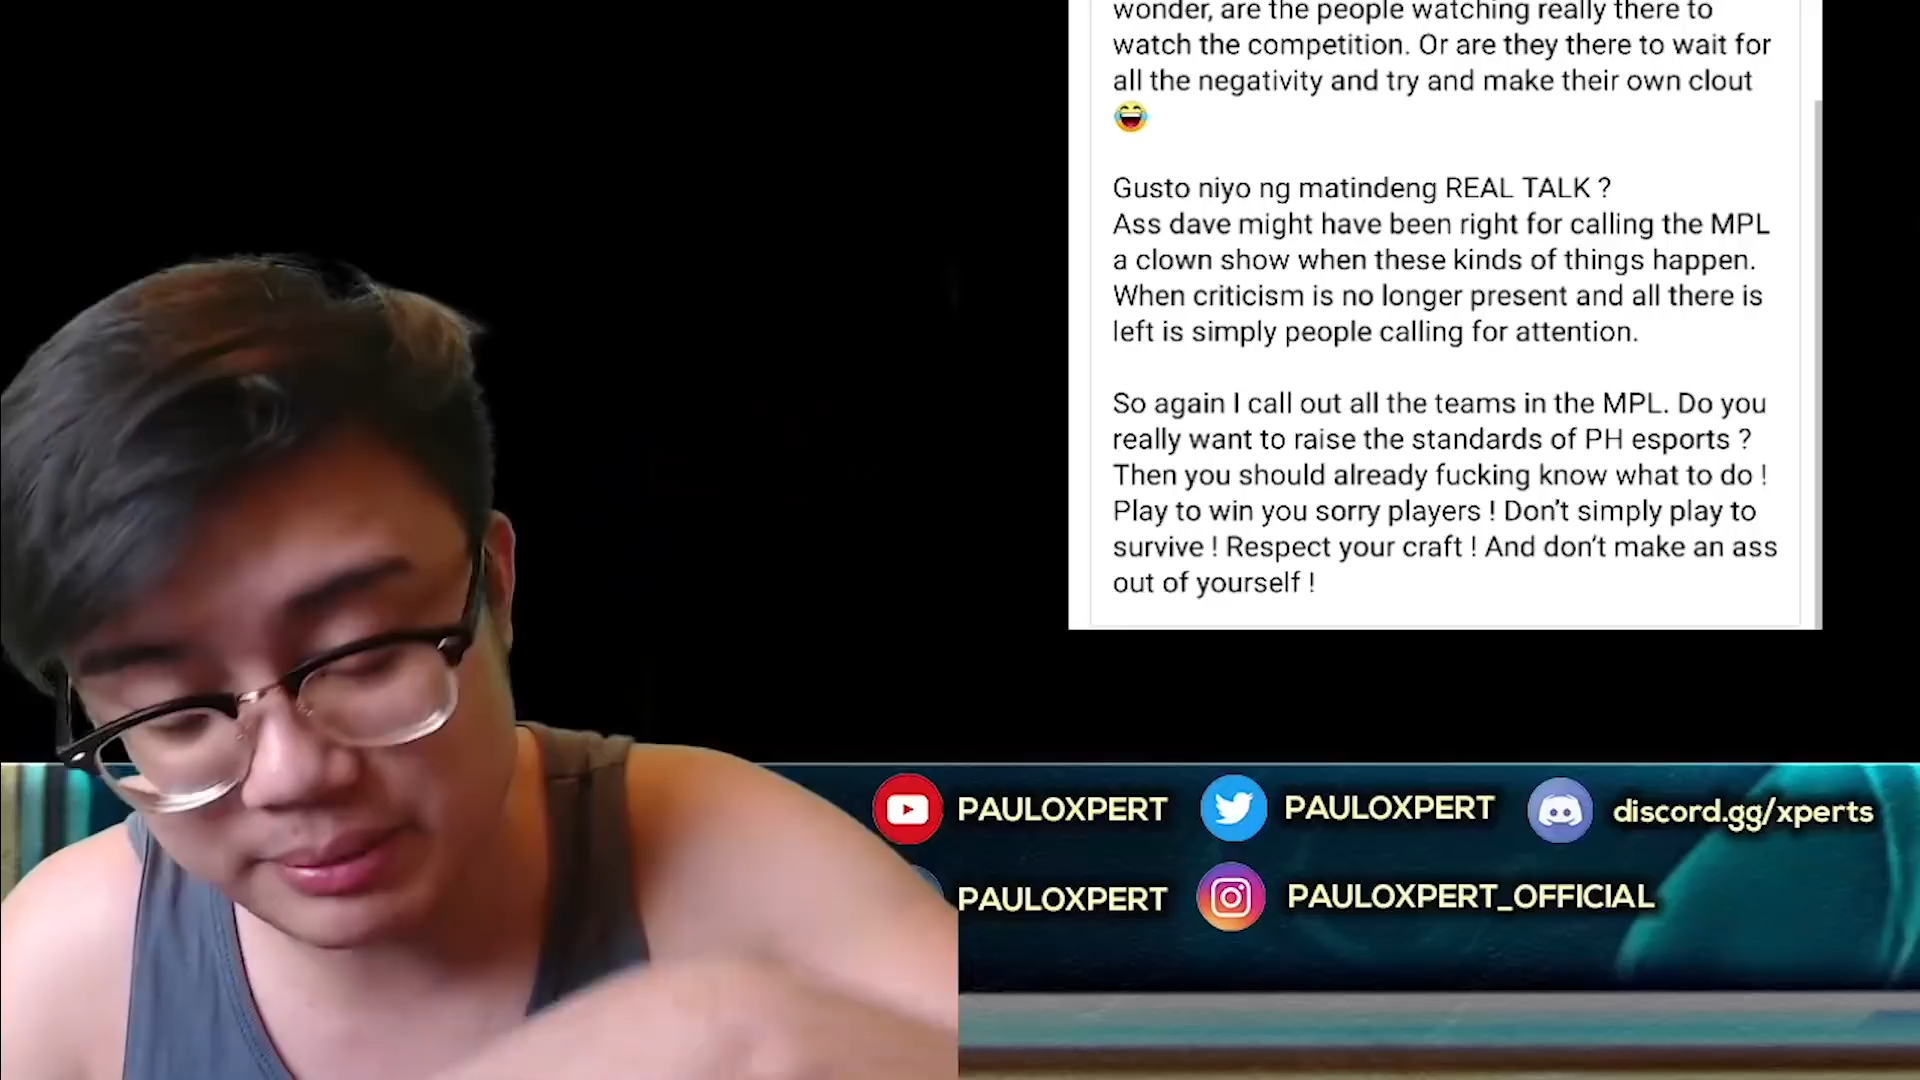 wonder, are the people watching really there to
watch the competition. Or are they there to wait for
all the negativity and try and make their own clout
😂
Gusto niyo ng matindeng REAL TALK ?
Ass dave might have been right for calling the MPL
a clown show when these kinds of things happen.
When criticism is no longer present and all there is
left is simply people calling for attention.
So again I call out all the teams in the MPL. Do you
really want to raise the standards of PH esports ?
Then you should already fucking know what to do !
Play to win you sorry players ! Don’t simply play to
survive ! Respect your craft ! And don’t make an ass
out of yourself !
PAULOXPERT
PAULOXPERT
discord.gg/xperts
PAULOXPERT
PAULOXPERT_OFFICIAL